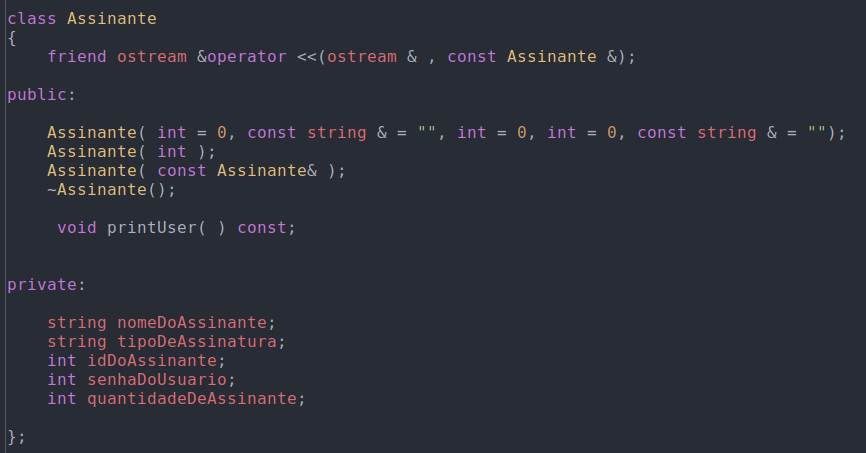 class Assinante
{
    friend ostream &operator <<(ostream & , const Assinante &);
public:
    Assinante( int = 0, const string & = "", int = 0, int = 0, const string & = "");
    Assinante( int );
    Assinante( const Assinante& );
    ~Assinante();
     void printUser( ) const;
private:
    string nomeDoAssinante;
    string tipoDeAssinatura;
    int idDoAssinante;
    int senhaDoUsuario;
    int quantidadeDeAssinante;
};